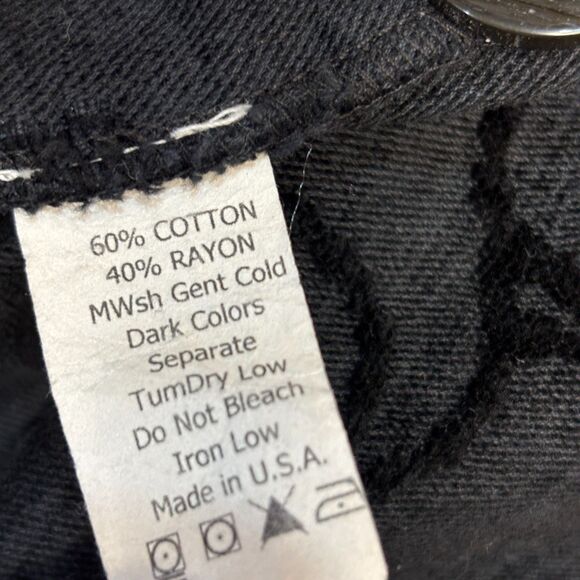 60% COTTON
40% RAYON
MWsh Gent Cold
Dark Colors
Separate
TumDry Low
Do Not Bleach
Iron Low
Made in U.S.A.